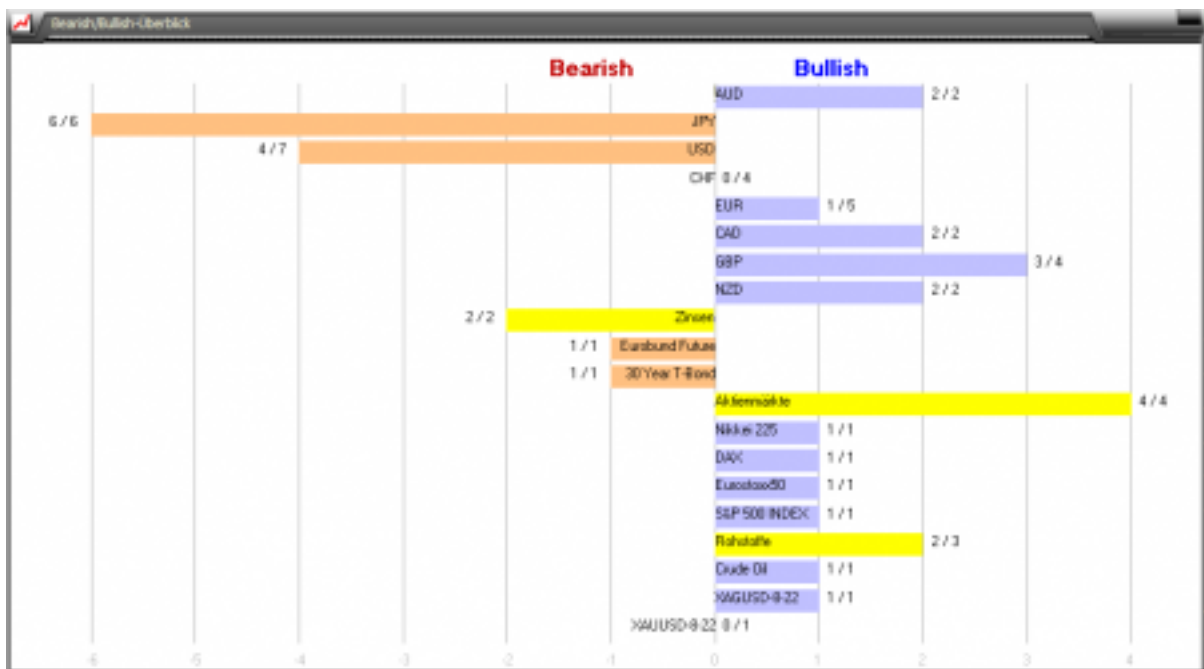 Bearish/Bullish-Überblick
Bearish Bullish
AUD 2 / 2
6 / 6 JPY
4 / 7 USD
CHF 0 / 4
EUR 1 / 5
CAD 2 / 2
GBP 3 / 4
NZD 2 / 2
2 / 2 Zinsen
1 / 1 Eurobund Future
1 / 1 30 Year T-Bond
Aktienmärkte 4 / 4
Nikkei 225 1 / 1
DAX 1 / 1
Eurostoxx50 1 / 1
S&P 500 INDEX 1 / 1
Rohstoffe 2 / 3
Crude Oil 1 / 1
XAGUSD-8-22 1 / 1
XAUUSD-8-22 0 / 1
-6 -5 -4 -3 -2 -1 0 1 2 3 4